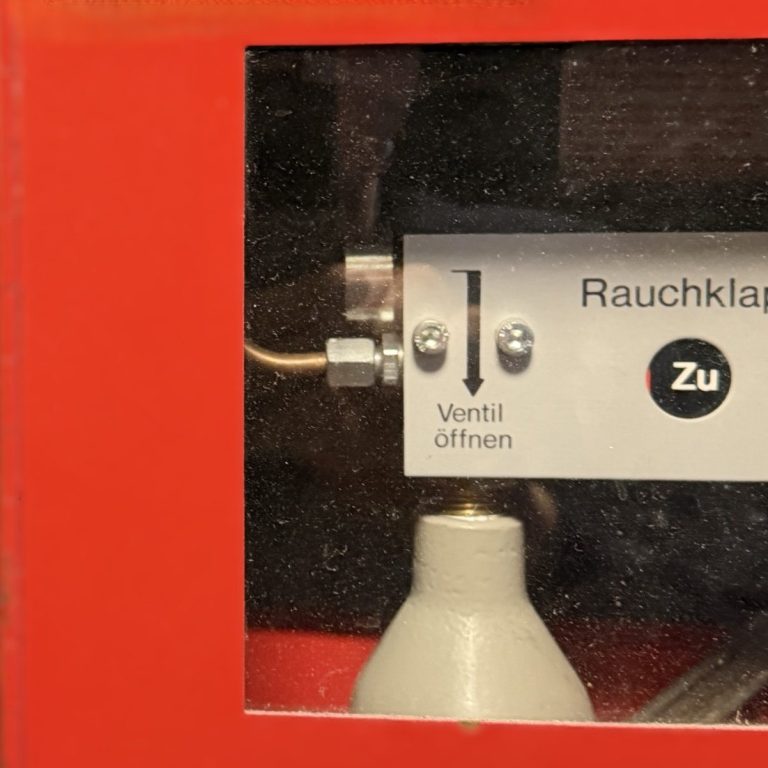 Rauchklap
Zu
Ventil
öffnen